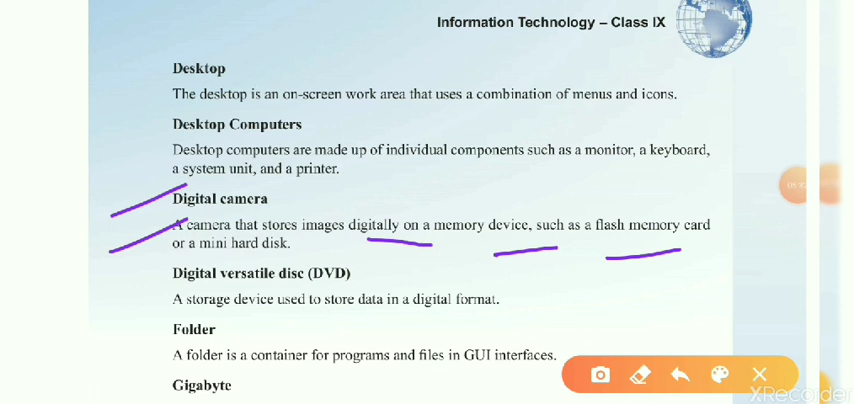 Information Technology – Class IX
Desktop
The desktop is an on-screen work area that uses a combination of menus and icons.
Desktop Computers
Desktop computers are made up of individual components such as a monitor, a keyboard,
a system unit, and a printer.
Digital camera
A camera that stores images digitally on a memory device, such as a flash memory card
or a mini hard disk.
Digital versatile disc (DVD)
A storage device used to store data in a digital format.
Folder
A folder is a container for programs and files in GUI interfaces.
Gigabyte
XRecorder